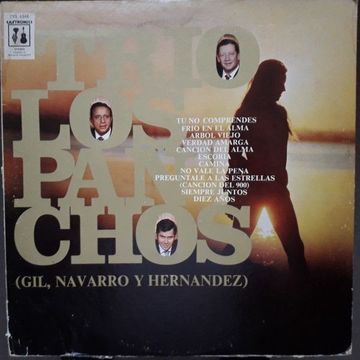 TRIO
LOS
PAN
CHOS
TU NO COMPRENDES
FRIO EN EL ALMA
ARBOL VIEJO
VERDAD AMARGA
CANCION DEL ALMA
ESCORIA
CAMINA
NO VALE LA PENA
PREGUNTALE A LAS ESTRELLAS
(CANCION DEL 900)
SIEMPRE JUNTOS
DIEZ AÑOS
(GIL, NAVARRO Y HERNANDEZ)